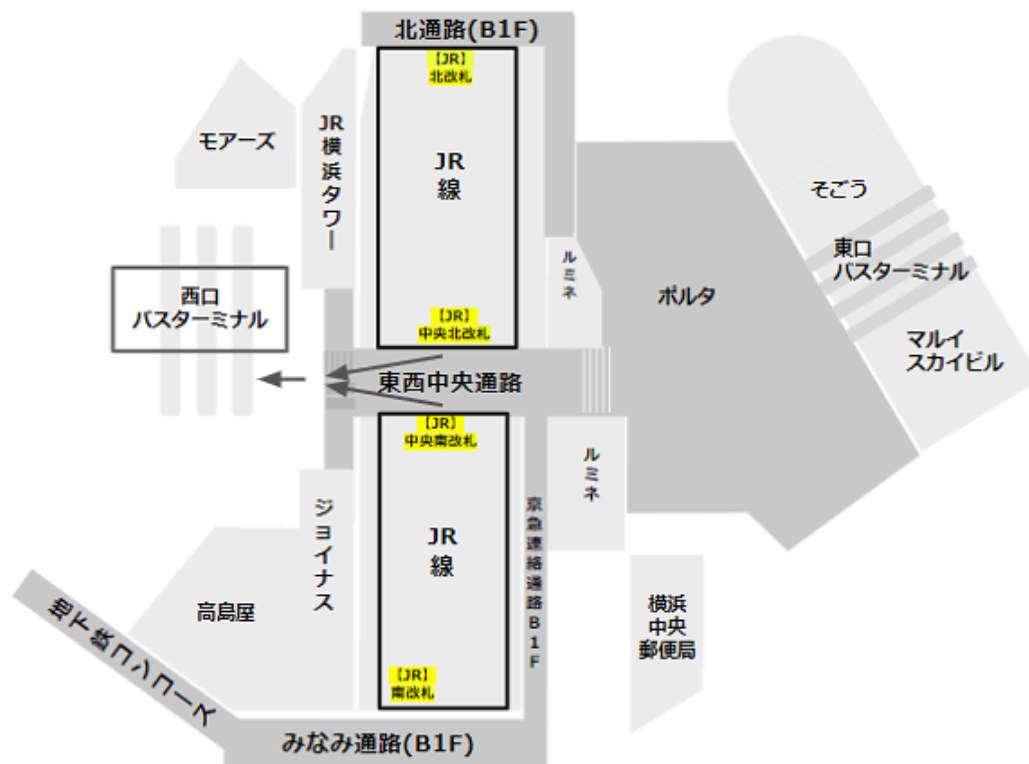 北通路(B1F)
【JR】
北改札
JR
線
JR横浜タワー
モアーズ
そごう
東口
バスターミナル
ルミネ
ポルタ
西口
バスターミナル
【JR】
中央北改札
マルイ
スカイビル
東西中央通路
【JR】
中央南改札
ルミネ
ジョイナス
JR
線
京急連絡通路B1F
高島屋
横浜
中央
郵便局
地下鉄コンコース
【JR】
南改札
みなみ通路(B1F)